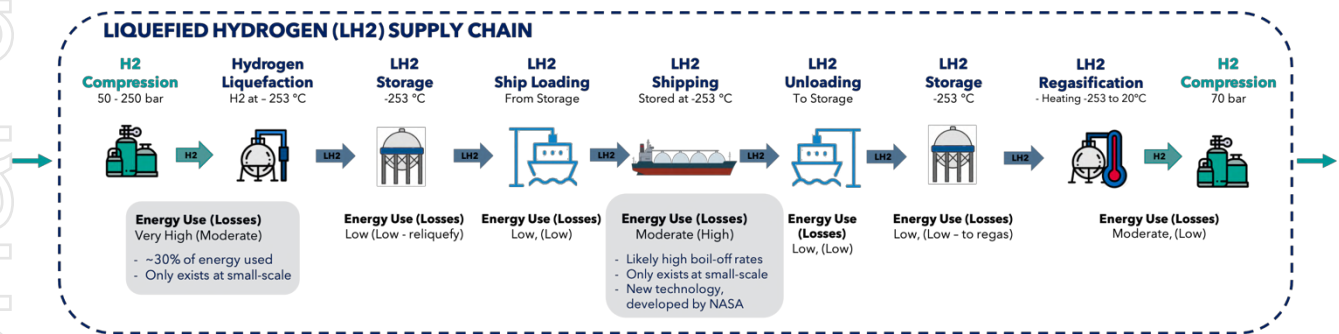 LIQUEFIED HYDROGEN (LH2) SUPPLY CHAIN
H2
Compression
50 - 250 bar
Hydrogen
Liquefaction
H2 at – 253 °C
LH2
Storage
-253 °C
LH2
Ship Loading
From Storage
LH2
Shipping
Stored at -253 °C
LH2
Unloading
To Storage
LH2
Storage
-253 °C
LH2
Regasification
- Heating -253 to 20°C
H2
Compression
70 bar
H2
LH2
LH2
LH2
LH2
LH2
LH2
H2
Energy Use (Losses)
Very High (Moderate)
- ~30% of energy used
- Only exists at small-scale
Energy Use (Losses)
Low (Low - reliquefy)
Energy Use (Losses)
Low, (Low)
Energy Use (Losses)
Moderate (High)
- Likely high boil-off rates
- Only exists at small-scale
- New technology,
developed by NASA
Energy Use
(Losses)
Low, (Low)
Energy Use (Losses)
Low, (Low – to regas)
Energy Use (Losses)
Moderate, (Low)